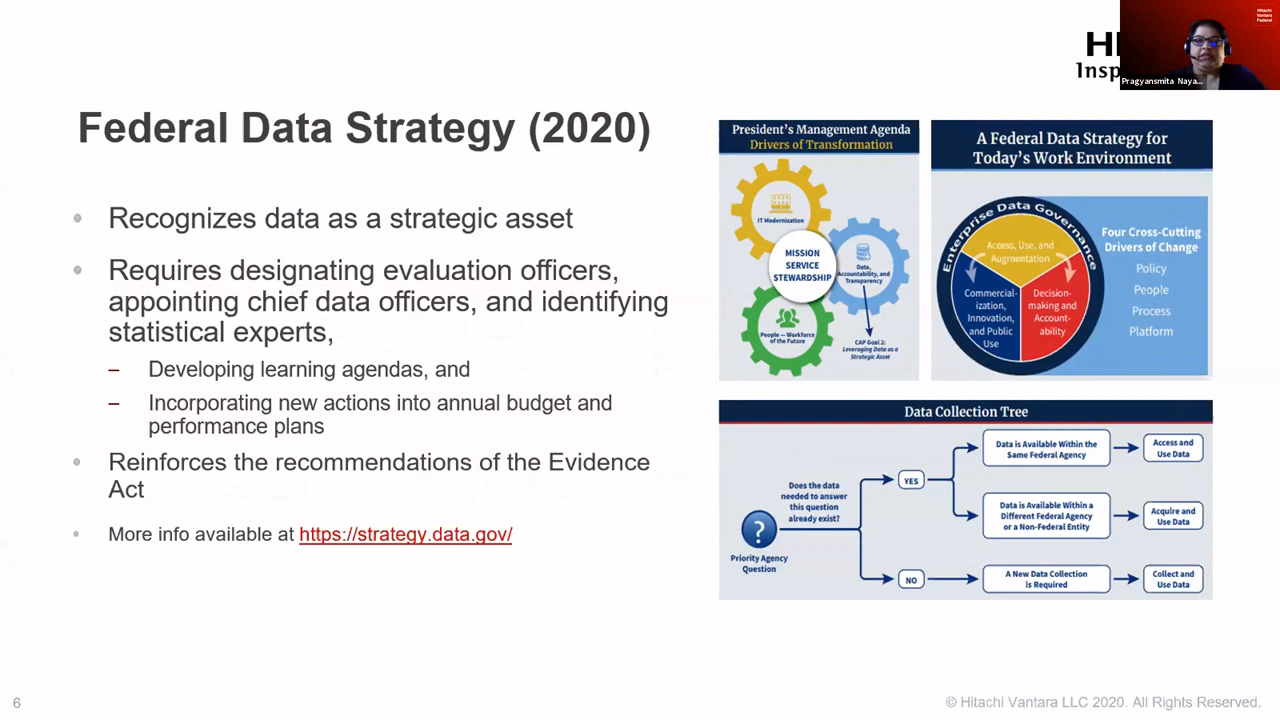 Hitachi
Vantara
Federal
Pragyansmita Naya...
Federal Data Strategy (2020)
Recognizes data as a strategic asset
Requires designating evaluation officers,
appointing chief data officers, and identifying
statistical experts,
– Developing learning agendas, and
– Incorporating new actions into annual budget and
performance plans
Reinforces the recommendations of the Evidence
Act
More info available at https://strategy.data.gov/
President's Management Agenda
Drivers of Transformation
IT Modernization
MISSION
SERVICE
STEWARDSHIP
Data,
Accountability, and
Transparency
People — Workforce
of the Future
CAP Goal 2:
Leveraging Data as a
Strategic Asset
A Federal Data Strategy for
Today's Work Environment
Enterprise Data Governance
Access, Use, and
Augmentation
Commercial-
ization,
Innovation,
and Public
Use
Decision-
making and
Account-
ability
Four Cross-Cutting
Drivers of Change
Policy
People
Process
Platform
Data Collection Tree
?
Priority Agency
Question
Does the data
needed to answer
this question
already exist?
YES
Data is Available Within the
Same Federal Agency
Access and
Use Data
Data is Available Within a
Different Federal Agency
or a Non-Federal Entity
Acquire and
Use Data
NO
A New Data Collection
is Required
Collect and
Use Data
6
© Hitachi Vantara LLC 2020. All Rights Reserved.